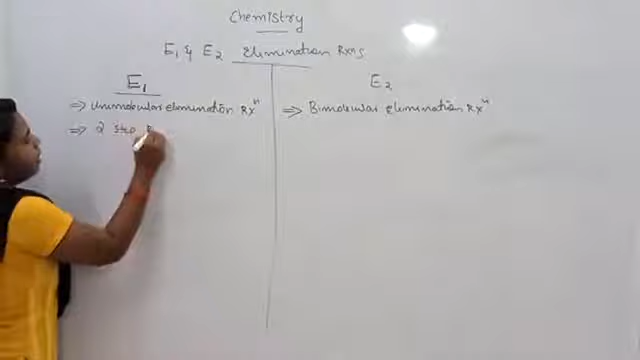 Chemistry
E1 & E2 Elimination Rxns
E1
⇒ Unimolecular elimination Rxn
⇒ 2 step R
E2
⇒ Bimolecular elimination Rxn